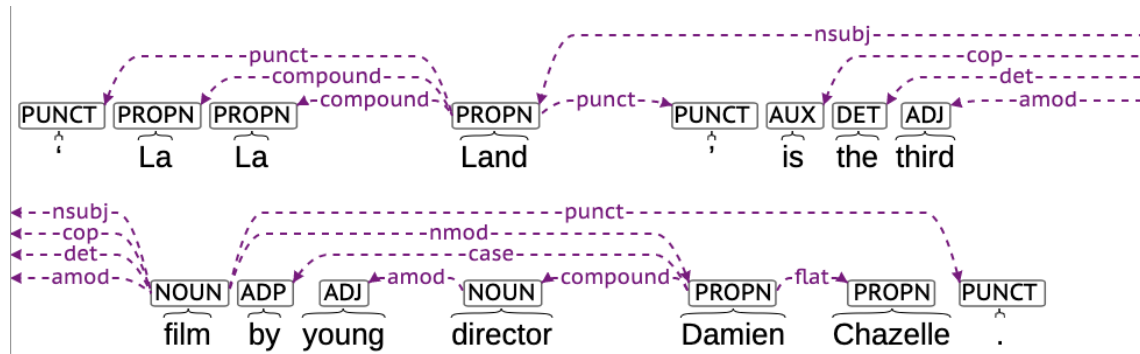 nsubj
punct cop
compound det
compound punct amod
PUNCT PROPN PROPN PROPN PUNCT AUX DET ADJ
‘ La La Land ’ is the third
nsubj punct
cop nmod
det case
amod amod compound flat
NOUN ADP ADJ NOUN PROPN PROPN PUNCT
film by young director Damien Chazelle .